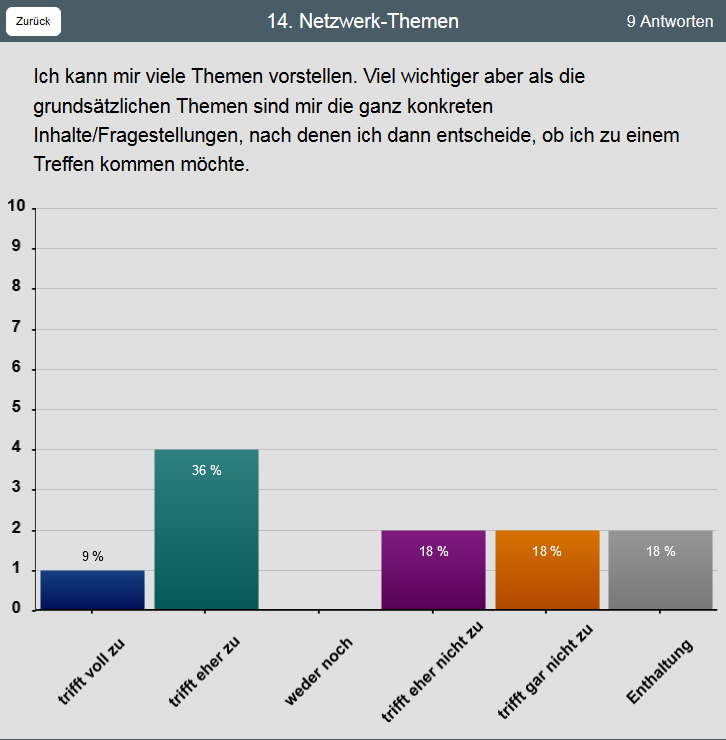 Zurück
14. Netzwerk-Themen
9 Antworten
Ich kann mir viele Themen vorstellen. Viel wichtiger aber als die
grundsätzlichen Themen sind mir die ganz konkreten
Inhalte/Fragestellungen, nach denen ich dann entscheide, ob ich zu einem
Treffen kommen möchte.
10
9
8
7
6
5
4
3
2
1
0
9 %
36 %
18 %
18 %
18 %
trifft voll zu
trifft eher zu
weder noch
trifft eher nicht zu
trifft gar nicht zu
Enthaltung